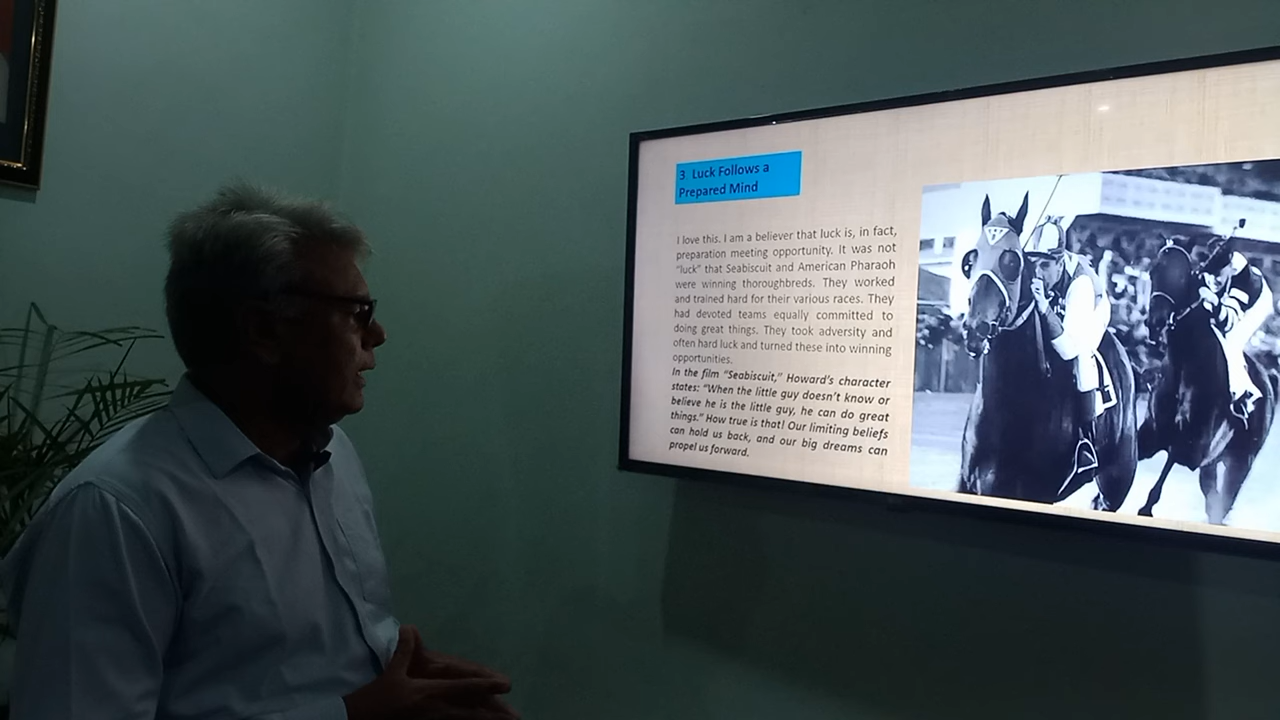 3. Luck Follows a
Prepared Mind
I love this. I am a believer that luck is, in fact,
preparation meeting opportunity. It was not
“luck” that Seabiscuit and American Pharaoh
were winning thoroughbreds. They worked
and trained hard for their various races. They
had devoted teams equally committed to
doing great things. They took adversity and
often hard luck and turned these into winning
opportunities.
In the film “Seabiscuit,” Howard’s character
states: “When the little guy doesn’t know or
believe he is the little guy, he can do great
things.” How true is that! Our limiting beliefs
can hold us back, and our big dreams can
propel us forward.